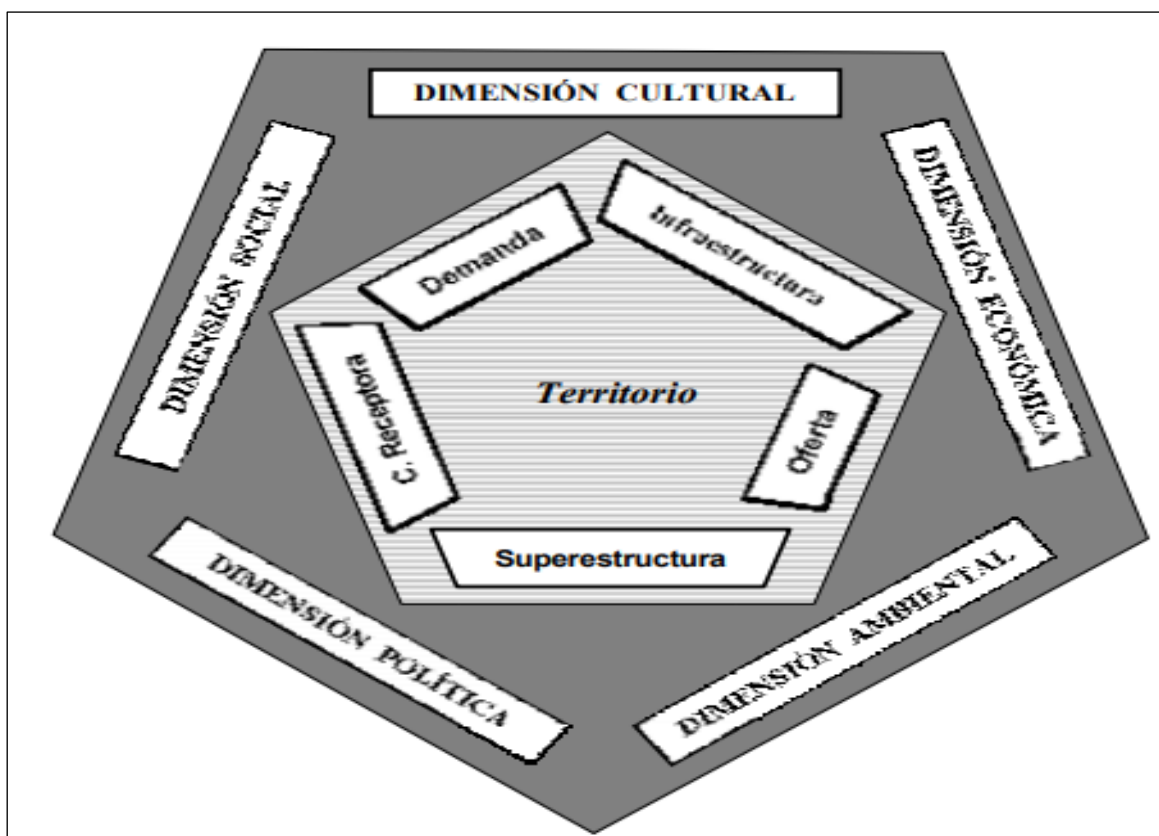 DIMENSIÓN CULTURAL
DIMENSIÓN SOCIAL
DIMENSIÓN ECONÓMICA
Demanda
Infraestructura
C. Receptora
Territorio
Oferta
Superestructura
DIMENSIÓN POLÍTICA
DIMENSIÓN AMBIENTAL